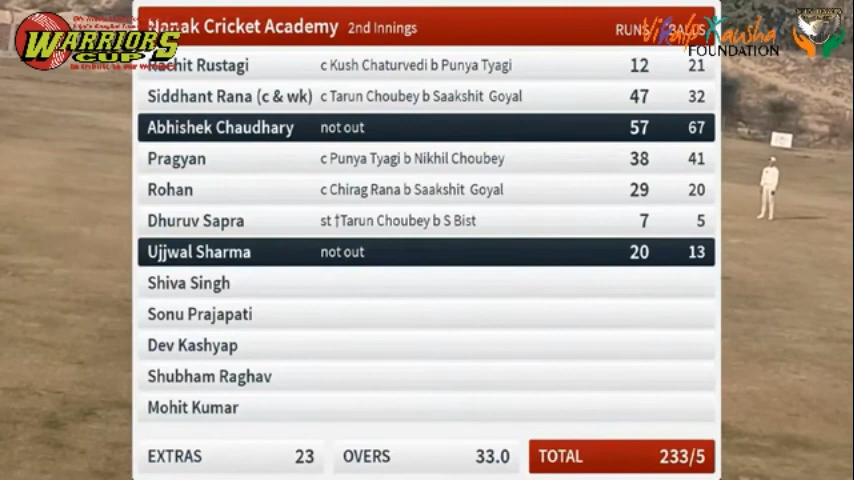 Nanak Cricket Academy 2nd Innings RUNS BALLS
WARRIORS
CUP
Vikalp Kausha
FOUNDATION
Rustagi c Kush Chaturvedi b Punya Tyagi 12 21
Siddhant Rana (c & wk) c Tarun Choubey b Saakshit Goyal 47 32
Abhishek Chaudhary not out 57 67
Pragyan c Punya Tyagi b Nikhil Choubey 38 41
Rohan c Chirag Rana b Saakshit Goyal 29 20
Dhuruv Sapra st †Tarun Choubey b S Bist 7 5
Ujjwal Sharma not out 20 13
Shiva Singh
Sonu Prajapati
Dev Kashyap
Shubham Raghav
Mohit Kumar
EXTRAS 23 OVERS 33.0 TOTAL 233/5